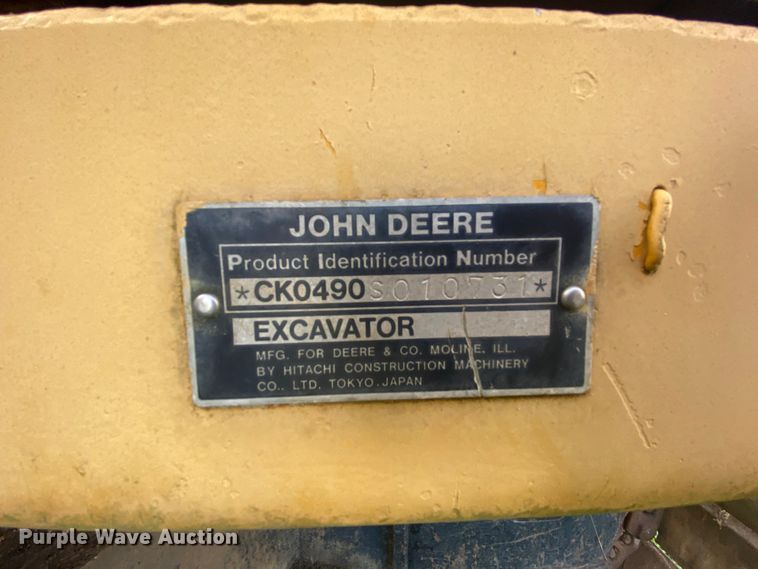 JOHN DEERE
Product Identification Number
*CK0490S010731*
EXCAVATOR
MFG. FOR DEERE & CO. MOLINE, ILL.
BY HITACHI CONSTRUCTION MACHINERY
CO., LTD. TOKYO, JAPAN
Purple Wave Auction